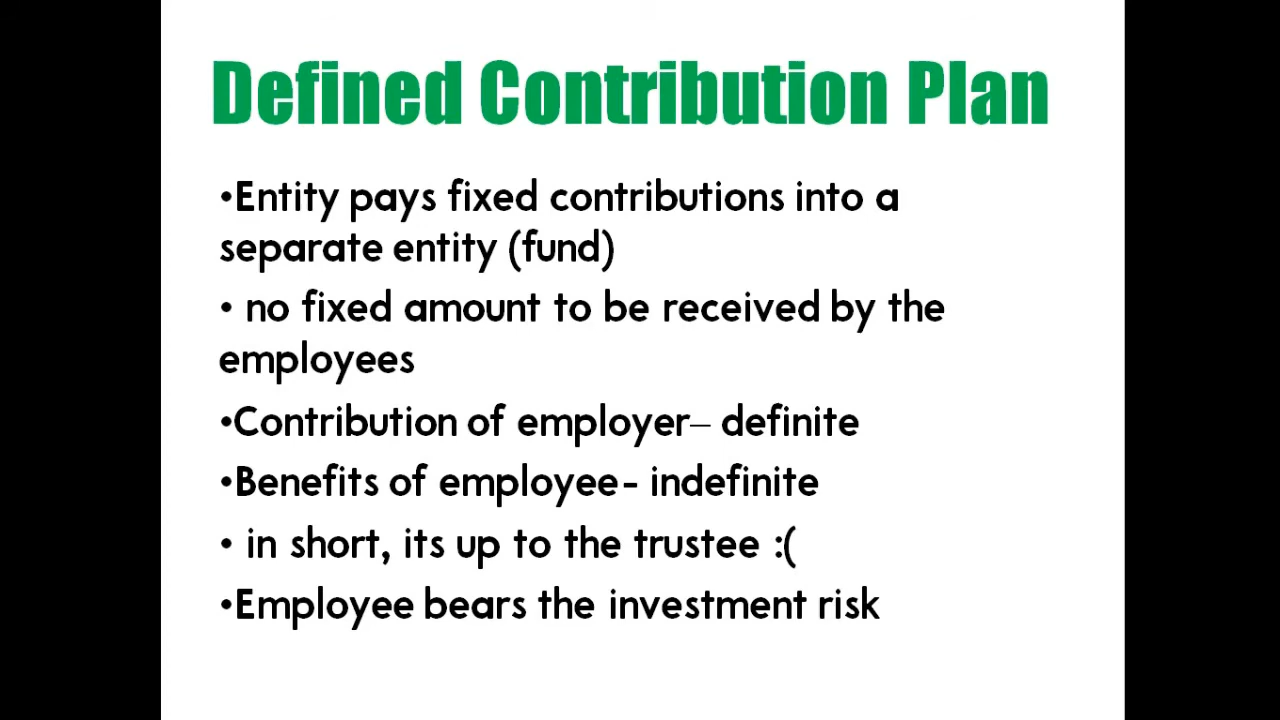 Defined Contribution Plan
•Entity pays fixed contributions into a
separate entity (fund)
• no fixed amount to be received by the
employees
•Contribution of employer– definite
•Benefits of employee- indefinite
• in short, its up to the trustee :(
•Employee bears the investment risk